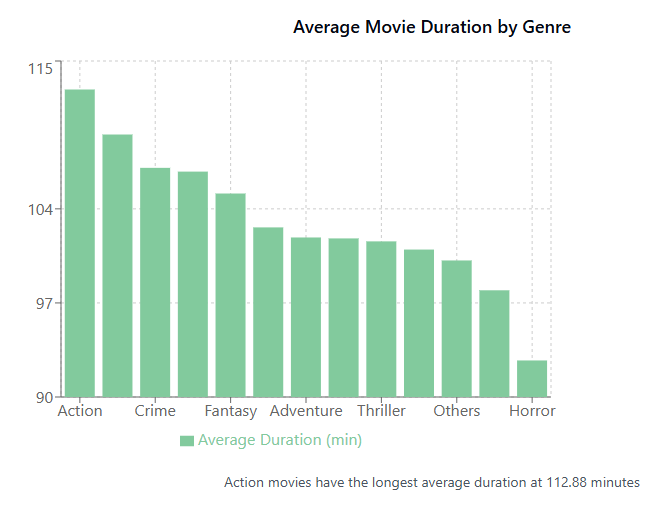 Average Movie Duration by Genre
115
104
97
90
Action Crime Fantasy Adventure Thriller Others Horror
Average Duration (min)
Action movies have the longest average duration at 112.88 minutes